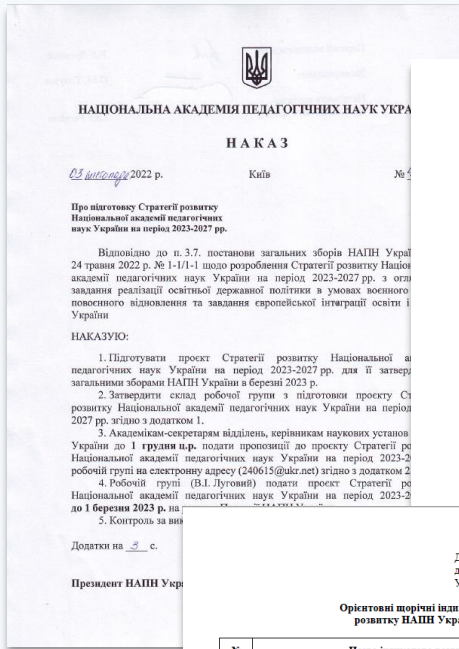 НАЦІОНАЛЬНА АКАДЕМІЯ ПЕДАГОГІЧНИХ НАУК УКРА
НАКАЗ
03 листопада 2022 р. Київ №
Про підготовку Стратегії розвитку
Національної академії педагогічних
наук України на період 2023-2027 рр.
Відповідно до п. 3.7. постанови загальних зборів НАПН Украї
24 травня 2022 р. № 1-1/1-1 щодо розроблення Стратегії розвитку Націо
академії педагогічних наук України на період 2023-2027 рр. з огл
завдання реалізації освітньої державної політики в умовах воєнного
повоєнного відновлення та завдання європейської інтеграції освіти і
України
НАКАЗУЮ:
1. Підготувати проєкт Стратегії розвитку Національної а
педагогічних наук України на період 2023-2027 рр. для її затвер
загальними зборами НАПН України в березні 2023 р.
2. Затвердити склад робочої групи з підготовки проєкту С
розвитку Національної академії педагогічних наук України на період
2027 рр. згідно з додатком 1.
3. Академікам-секретарям відділень, керівникам наукових установ
України до 1 грудня ц.р. подати пропозиції до проєкту Стратегії ро
Національної академії педагогічних наук України на період 2023-2
робочій групі на електронну адресу (240615@ukr.net) згідно з додатком 2
4. Робочій групі (В.І. Луговий) подати проєкт Стратегії ро
Національної академії педагогічних наук України на період 2023-2
до 1 березня 2023 р. на
5. Контроль за вик
Додатки на 3 с.
Президент НАПН Укра
Орієнтовні щорічні інди
розвитку НАПН Укра